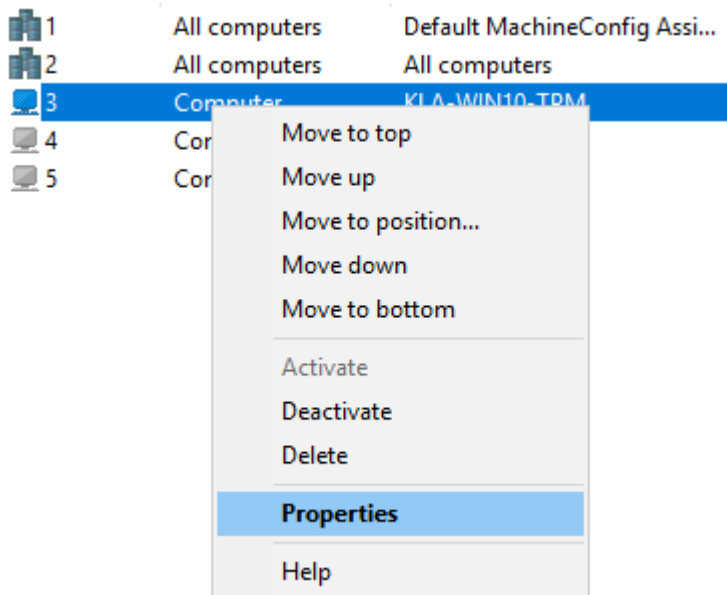 1 All computers Default MachineConfig Assi...
2 All computers All computers
3 Computer KLA-WIN10-TPM
4 Cor
5 Cor
Move to top
Move up
Move to position...
Move down
Move to bottom
Activate
Deactivate
Delete
Properties
Help